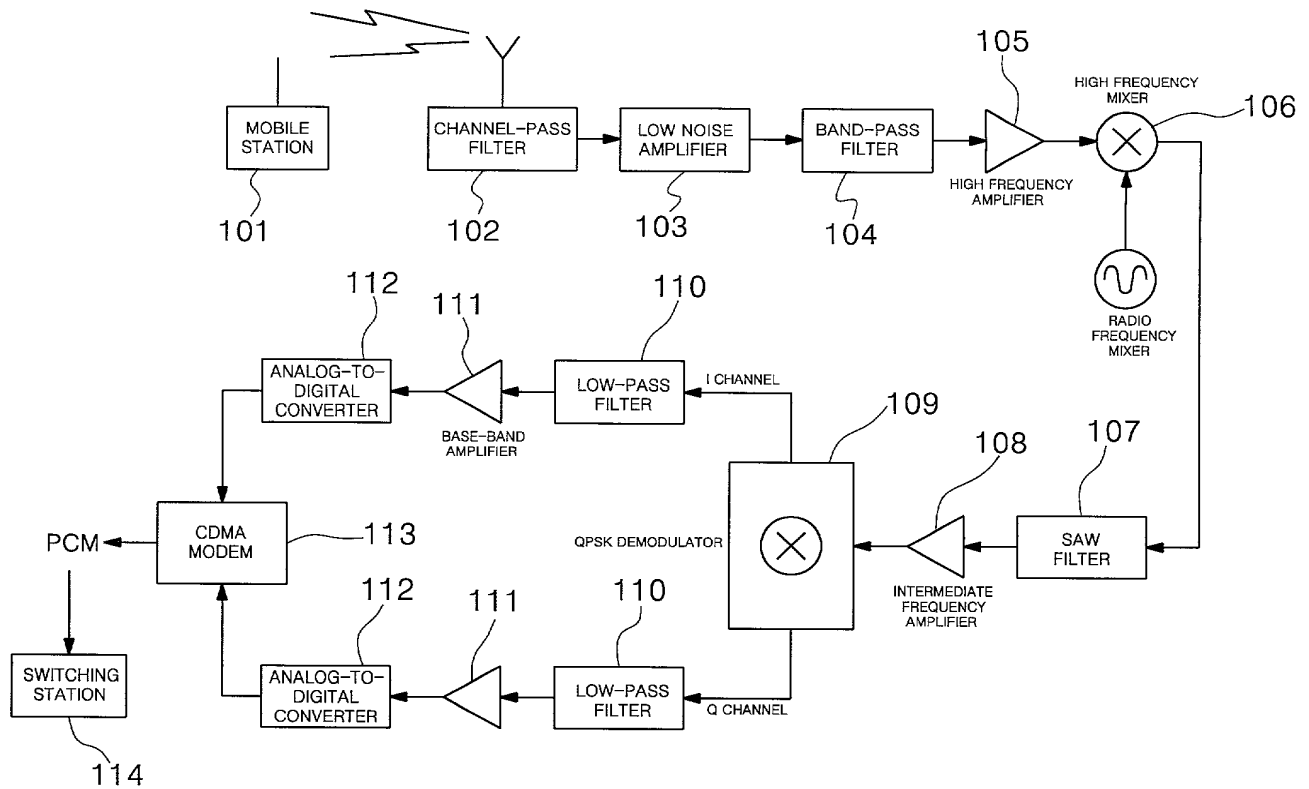 105
HIGH FREQUENCY
MIXER
106
MOBILE
STATION
CHANNEL-PASS
FILTER
LOW NOISE
AMPLIFIER
BAND-PASS
FILTER
HIGH FREQUENCY
AMPLIFIER
101
102
103
104
RADIO
FREQUENCY
MIXER
112
111
110
ANALOG-TO-
DIGITAL
CONVERTER
LOW-PASS
FILTER
I CHANNEL
BASE-BAND
AMPLIFIER
109
108
107
PCM
CDMA
MODEM
113
QPSK DEMODULATOR
SAW
FILTER
INTERMEDIATE
FREQUENCY
AMPLIFIER
112
111
110
SWITCHING
STATION
ANALOG-TO-
DIGITAL
CONVERTER
LOW-PASS
FILTER
Q CHANNEL
114